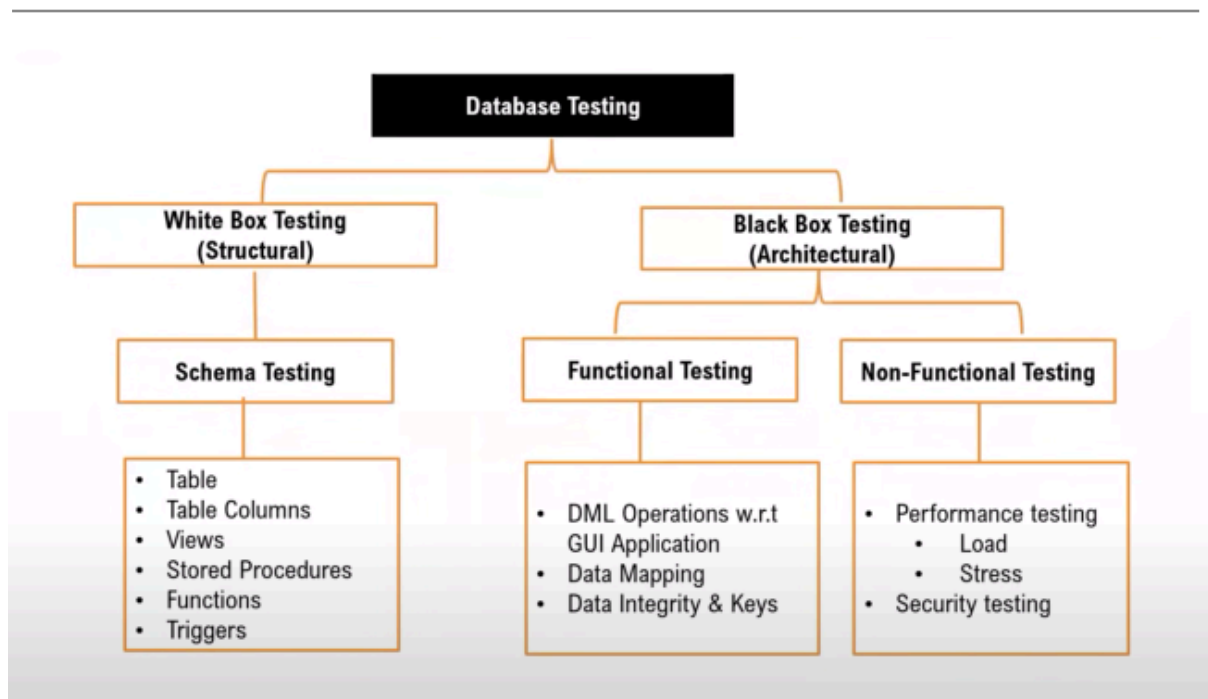 Database Testing
White Box Testing
(Structural)
Black Box Testing
(Architectural)
Schema Testing
Functional Testing
Non-Functional Testing
• Table
• Table Columns
• Views
• Stored Procedures
• Functions
• Triggers
• DML Operations w.r.t
GUI Application
• Data Mapping
• Data Integrity & Keys
• Performance testing
• Load
• Stress
• Security testing